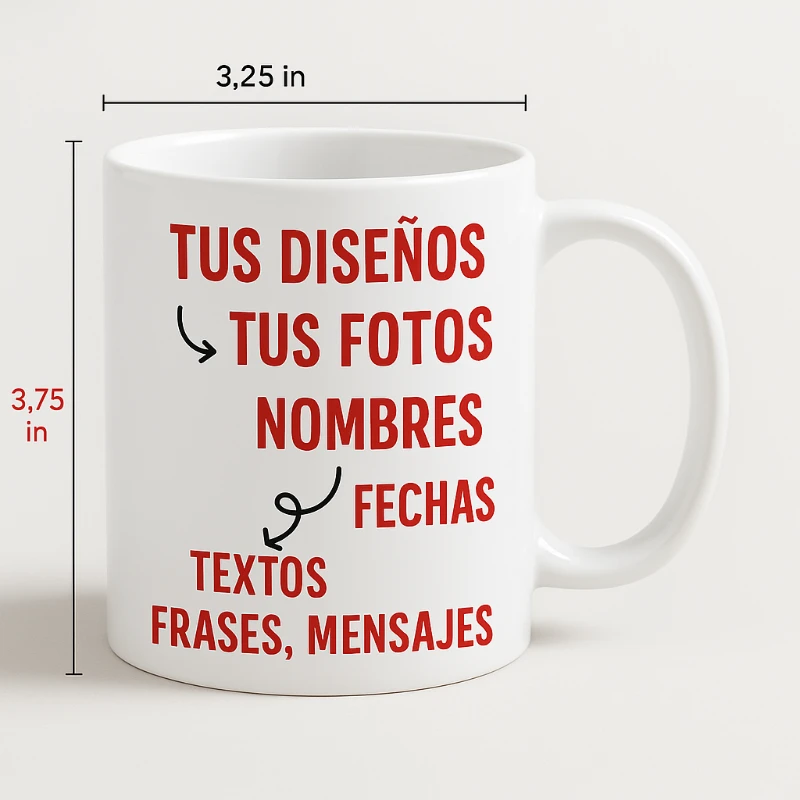 3,25 in
3,75
in
TUS DISEÑOS
TUS FOTOS
NOMBRES
FECHAS
TEXTOS
FRASES, MENSAJES